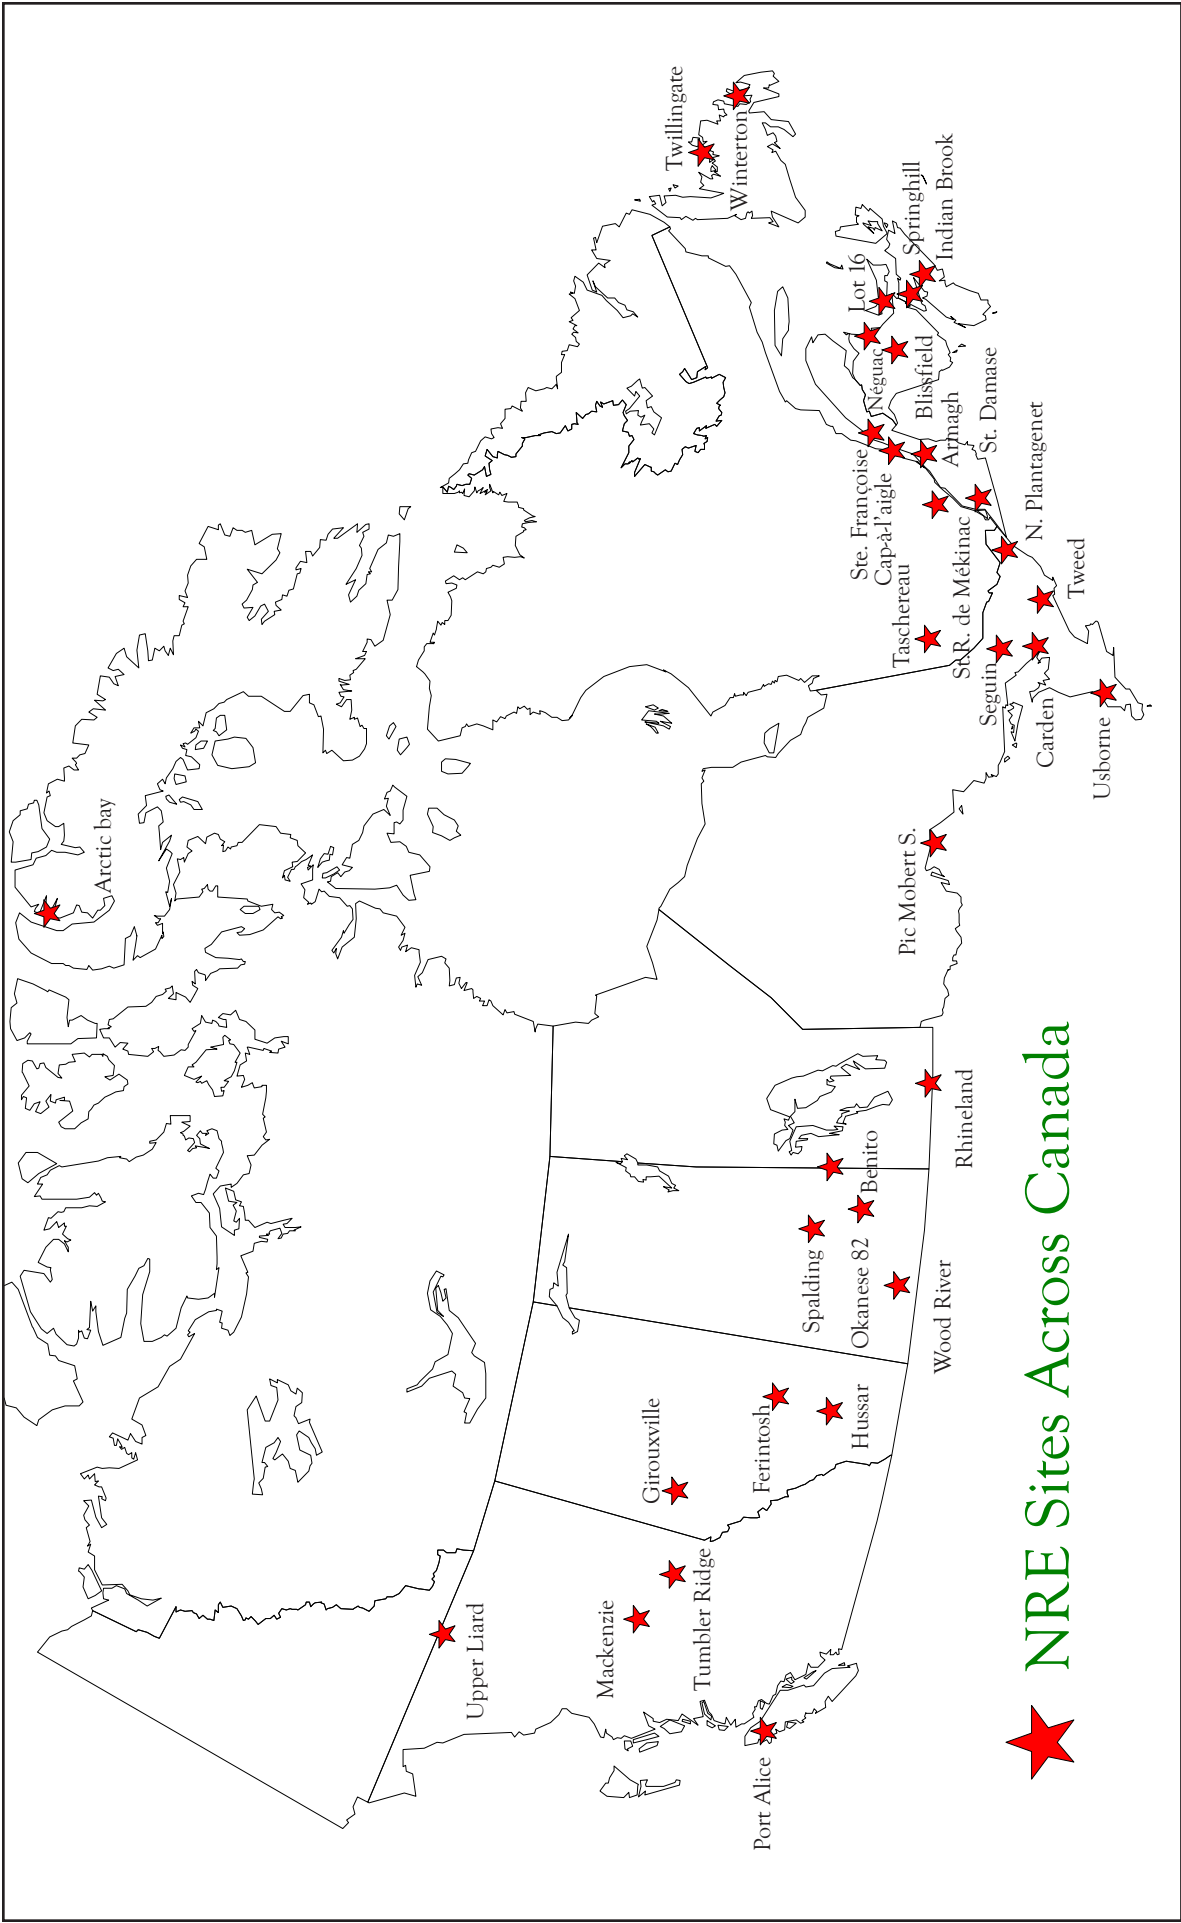 Arctic bay
Twillingate
Winterton
Upper Liard
Mackenzie
Tumbler Ridge
Port Alice
Girouxville
Ferintosh
Hussar
Spalding
Okanese 82
Wood River
Benito
Rhineland
Pic Mobert S.
Taschereau
Ste. Françoise
Cap-à-l'aigle
St.R. de Mékinac
Néguac
Lot 16
Springhill
Indian Brook
Blissfield
Armagh
St. Damase
N. Plantagenet
Tweed
Seguin
Carden
Usborne
NRE Sites Across Canada